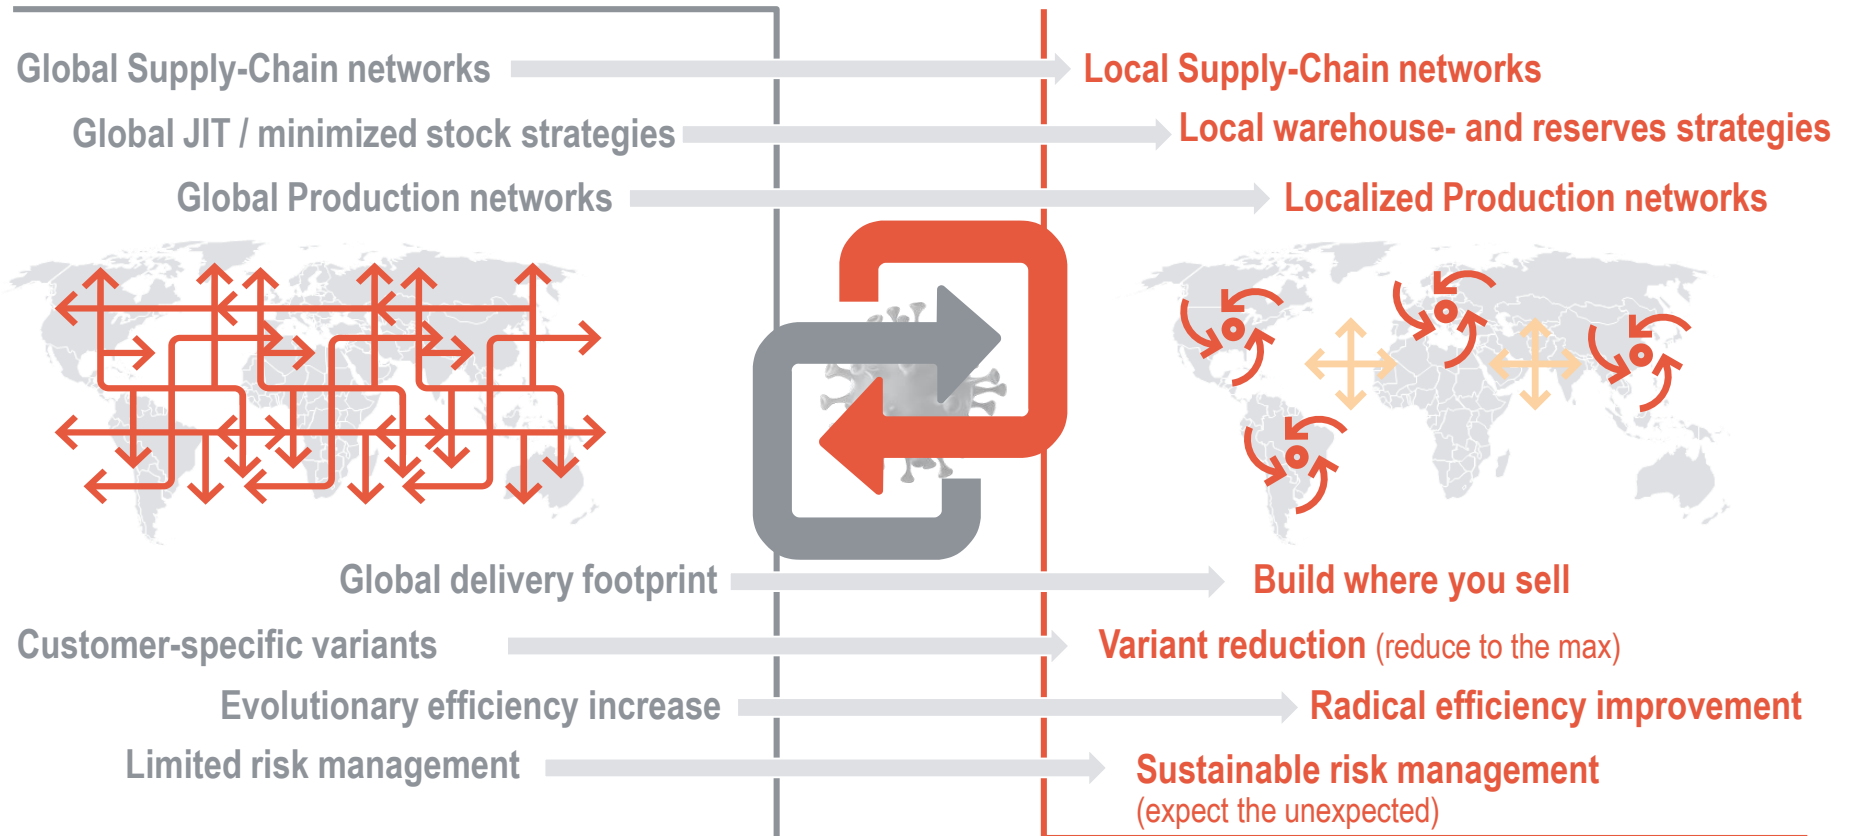 Global Supply-Chain networks
Local Supply-Chain networks
Global JIT / minimized stock strategies
Local warehouse- and reserves strategies
Global Production networks
Localized Production networks
Global delivery footprint
Build where you sell
Customer-specific variants
Variant reduction (reduce to the max)
Evolutionary efficiency increase
Radical efficiency improvement
Limited risk management
Sustainable risk management
(expect the unexpected)